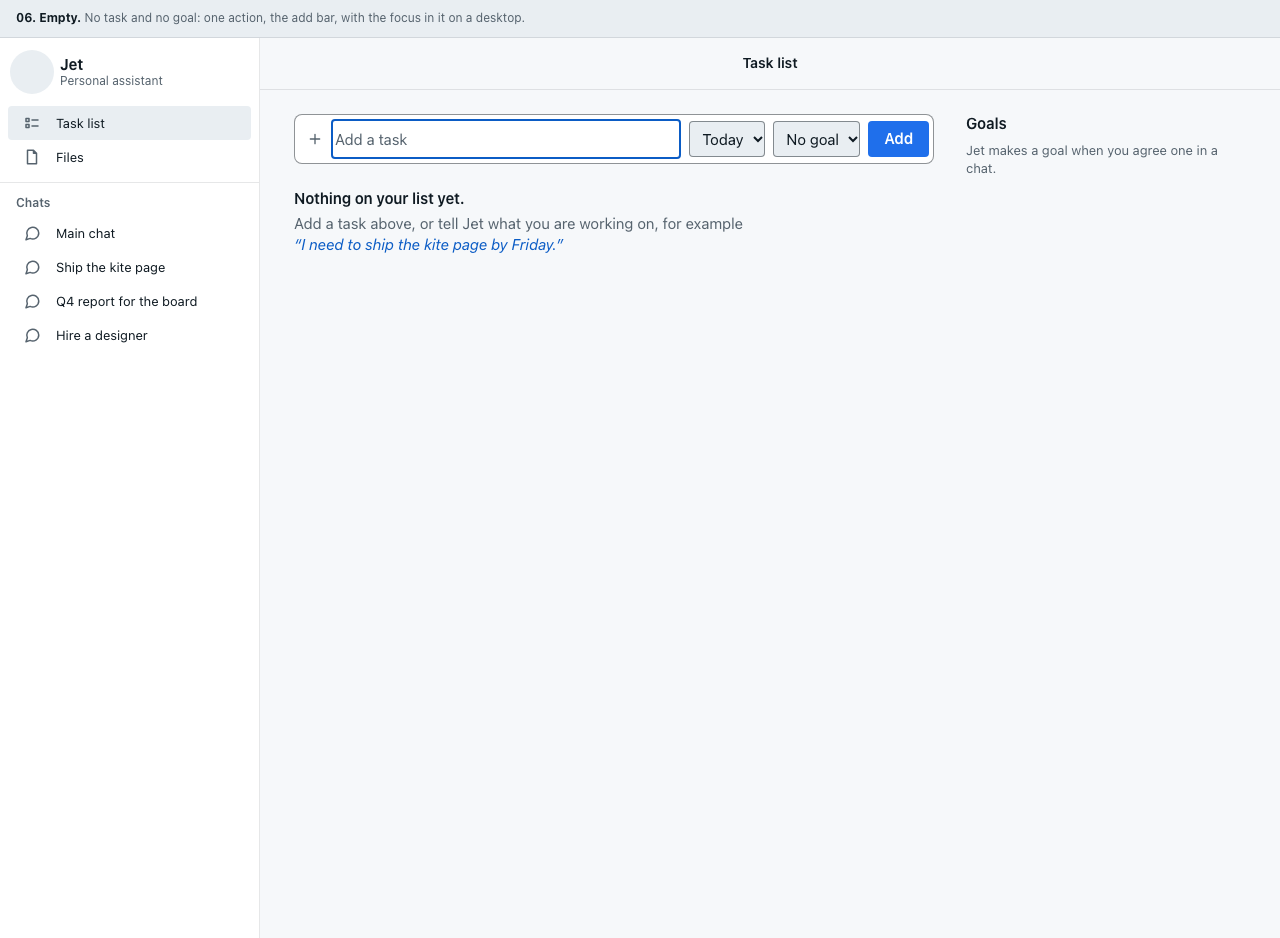 06. Empty. No task and no goal: one action, the add bar, with the focus in it on a desktop.
Jet
Personal assistant
Task list
Files
Chats
Main chat
Ship the kite page
Q4 report for the board
Hire a designer
Task list
Add a task
Today
No goal
Add
Nothing on your list yet.
Add a task above, or tell Jet what you are working on, for example
“I need to ship the kite page by Friday.”
Goals
Jet makes a goal when you agree one in a
chat.